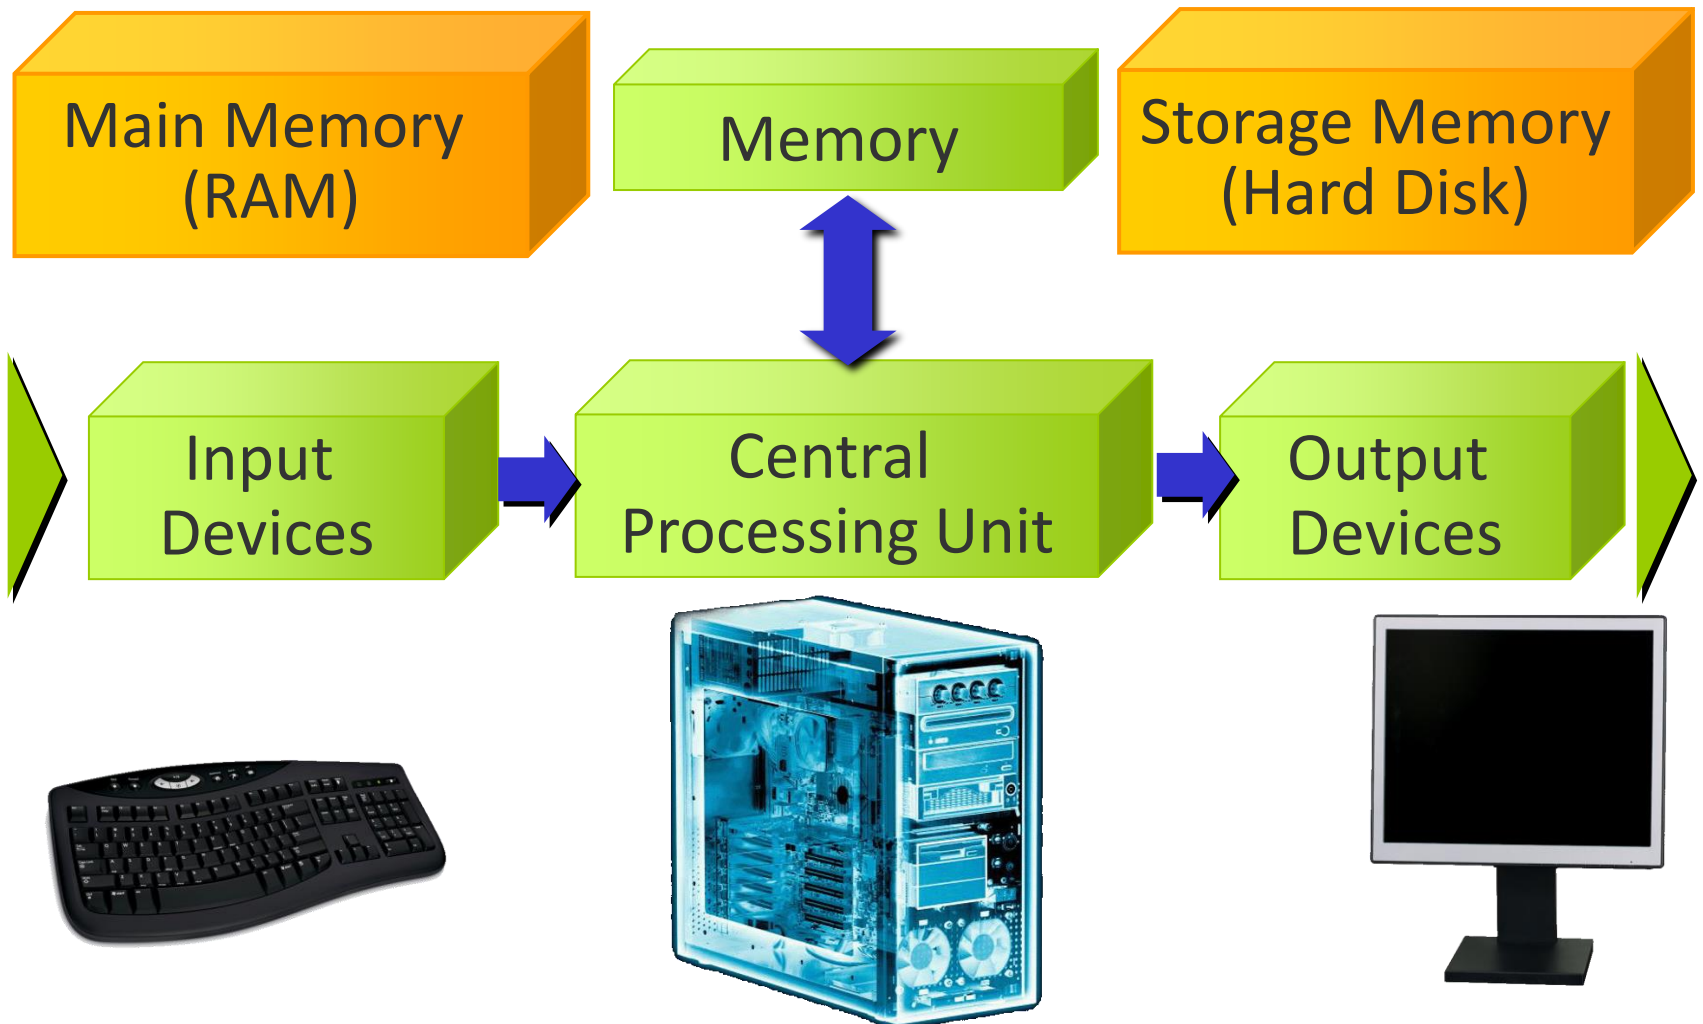 Main Memory
(RAM)
Memory
Storage Memory
(Hard Disk)
Input
Devices
Central
Processing Unit
Output
Devices